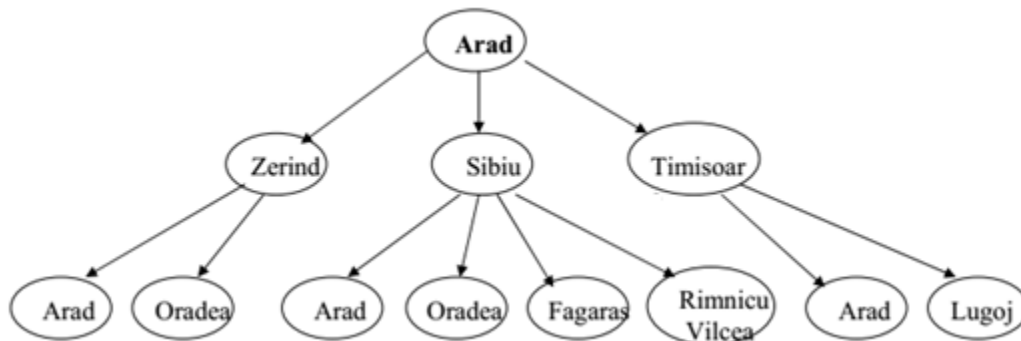 Arad
Zerind
Sibiu
Timisoar
Arad
Oradea
Arad
Oradea
Fagaras
Rimnicu
Vilcea
Arad
Lugoj